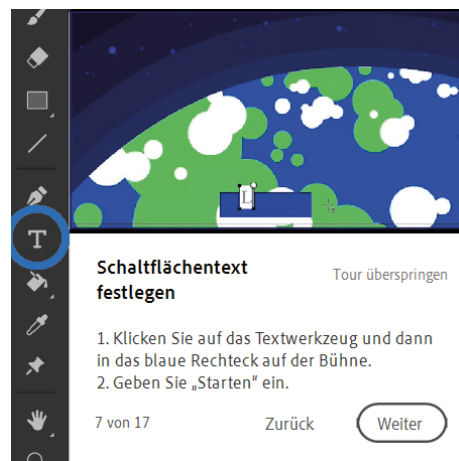 L
T
Schaltflächentext
festlegen
Tour überspringen
1. Klicken Sie auf das Textwerkzeug und dann
in das blaue Rechteck auf der Bühne.
2. Geben Sie „Starten“ ein.
7 von 17
Zurück
Weiter